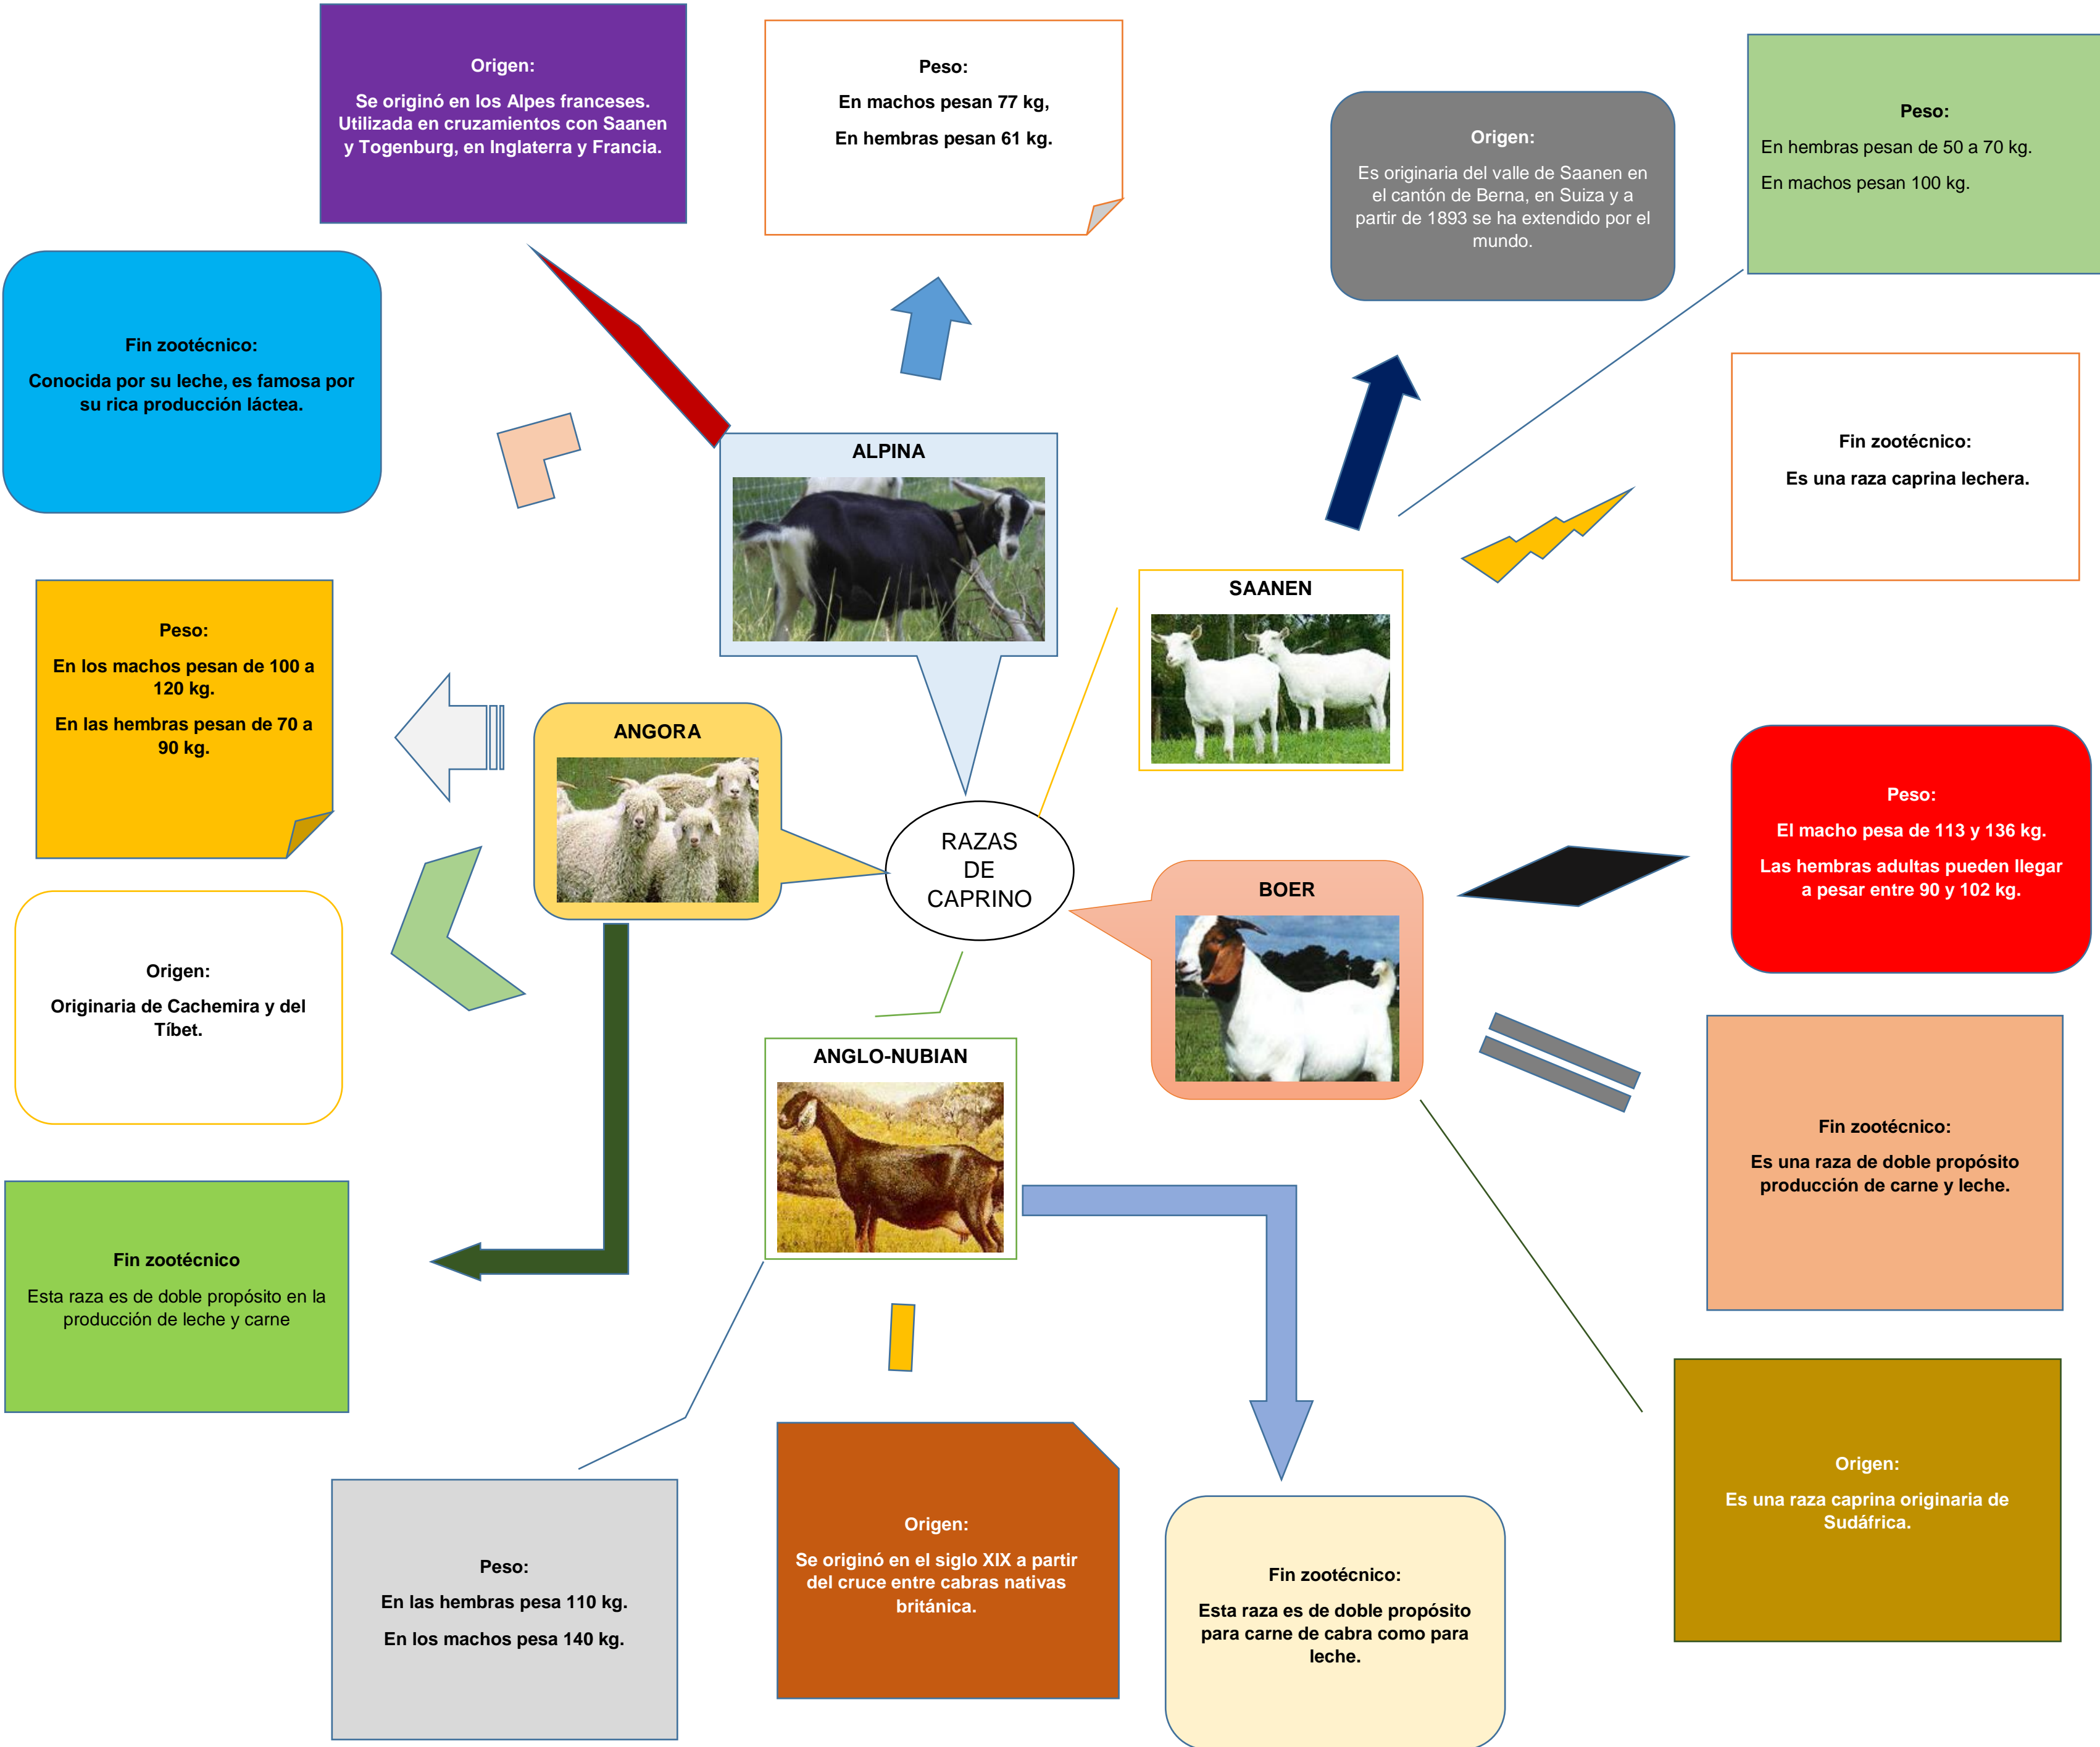 RAZAS
DE
CAPRINO
ALPINA
Origen:
Se originó en los Alpes franceses.
Utilizada en cruzamientos con Saanen
y Togenburg, en Inglaterra y Francia.
Peso:
En machos pesan 77 kg,
En hembras pesan 61 kg.
Fin zootécnico:
Conocida por su leche, es famosa por
su rica producción láctea.
SAANEN
Origen:
Es originaria del valle de Saanen en
el cantón de Berna, en Suiza y a
partir de 1893 se ha extendido por el
mundo.
Peso:
En hembras pesan de 50 a 70 kg.
En machos pesan 100 kg.
Fin zootécnico:
Es una raza caprina lechera.
ANGORA
Peso:
En los machos pesan de 100 a
120 kg.
En las hembras pesan de 70 a
90 kg.
Origen:
Originaria de Cachemira y del
Tíbet.
Fin zootécnico
Esta raza es de doble propósito en la
producción de leche y carne
BOER
Peso:
El macho pesa de 113 y 136 kg.
Las hembras adultas pueden llegar
a pesar entre 90 y 102 kg.
Fin zootécnico:
Es una raza de doble propósito
producción de carne y leche.
Origen:
Es una raza caprina originaria de
Sudáfrica.
ANGLO-NUBIAN
Peso:
En las hembras pesa 110 kg.
En los machos pesa 140 kg.
Origen:
Se originó en el siglo XIX a partir
del cruce entre cabras nativas
británica.
Fin zootécnico:
Esta raza es de doble propósito
para carne de cabra como para
leche.